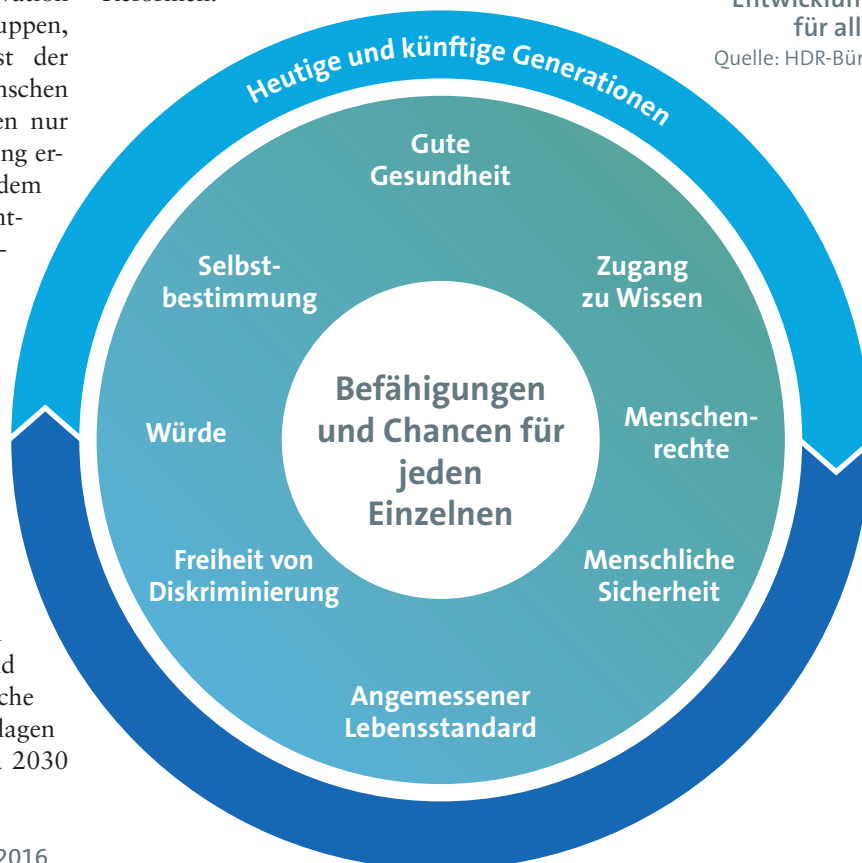 uppen,
st der
nschen
en nur
ng er-
dem
nt-
-
Entwicklun
für all
Quelle: HDR-Bür
Heutige und künftige Generationen
Gute
Gesundheit
Selbst-
bestimmung
Zugang
zu Wissen
Befähigungen
und Chancen für
jeden
Einzelnen
Würde
Menschen-
rechte
Freiheit von
Diskriminierung
Menschliche
Sicherheit
Angemessener
Lebensstandard
d
che
lagen
2030
2016